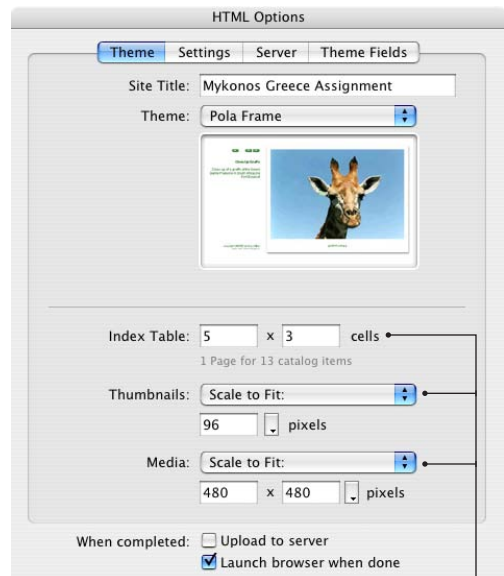 HTML Options
Theme Settings Server Theme Fields
Site Title: Mykonos Greece Assignment
Theme: Pola Frame
Index Table: 5 x 3 cells
1 Page for 13 catalog items
Thumbnails: Scale to Fit:
96 pixels
Media: Scale to Fit:
480 x 480 pixels
When completed: Upload to server
Launch browser when done